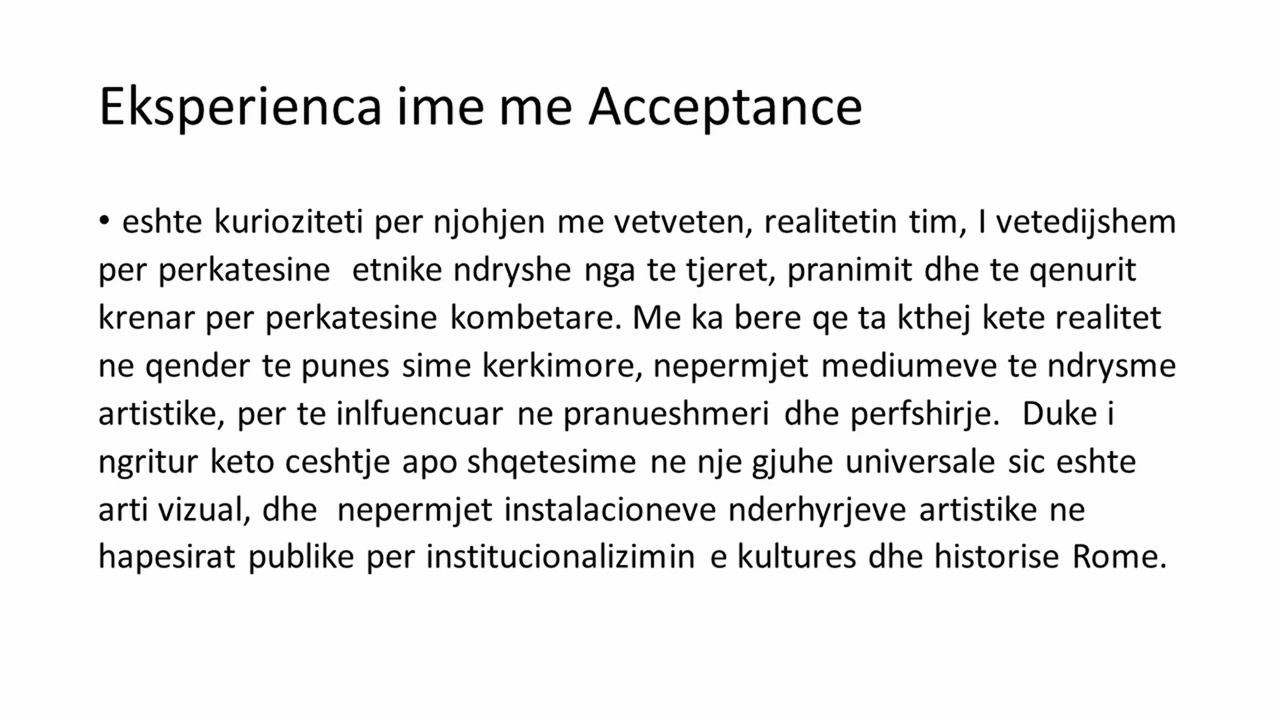 Eksperienca ime me Acceptance
• eshte kurioziteti per njohjen me vetveten, realitetin tim, I vetedijshem
per perkatesine etnike ndryshe nga te tjeret, pranimit dhe te qenurit
krenar per perkatesine kombetare. Me ka bere qe ta kthej kete realitet
ne qender te punes sime kerkimore, nepermjet mediumeve te ndrysme
artistike, per te inlfuencuar ne pranueshmeri dhe perfshirje. Duke i
ngritur keto ceshtje apo shqetesime ne nje gjuhe universale sic eshte
arti vizual, dhe nepermjet instalacioneve nderhyrjeve artistike ne
hapesirat publike per institucionalizimin e kultures dhe historise Rome.